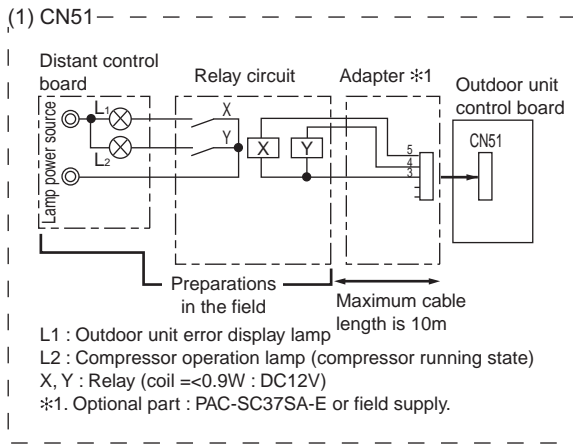 (1) CN51
Distant control
board
Relay circuit
Adapter ✻1
Outdoor unit
control board
Lamp power source
L1
L2
X
Y
X
Y
5
4
3
CN51
Preparations
in the field
Maximum cable
length is 10m
L1 : Outdoor unit error display lamp
L2 : Compressor operation lamp (compressor running state)
X, Y : Relay (coil =<0.9W : DC12V)
✻1. Optional part : PAC-SC37SA-E or field supply.